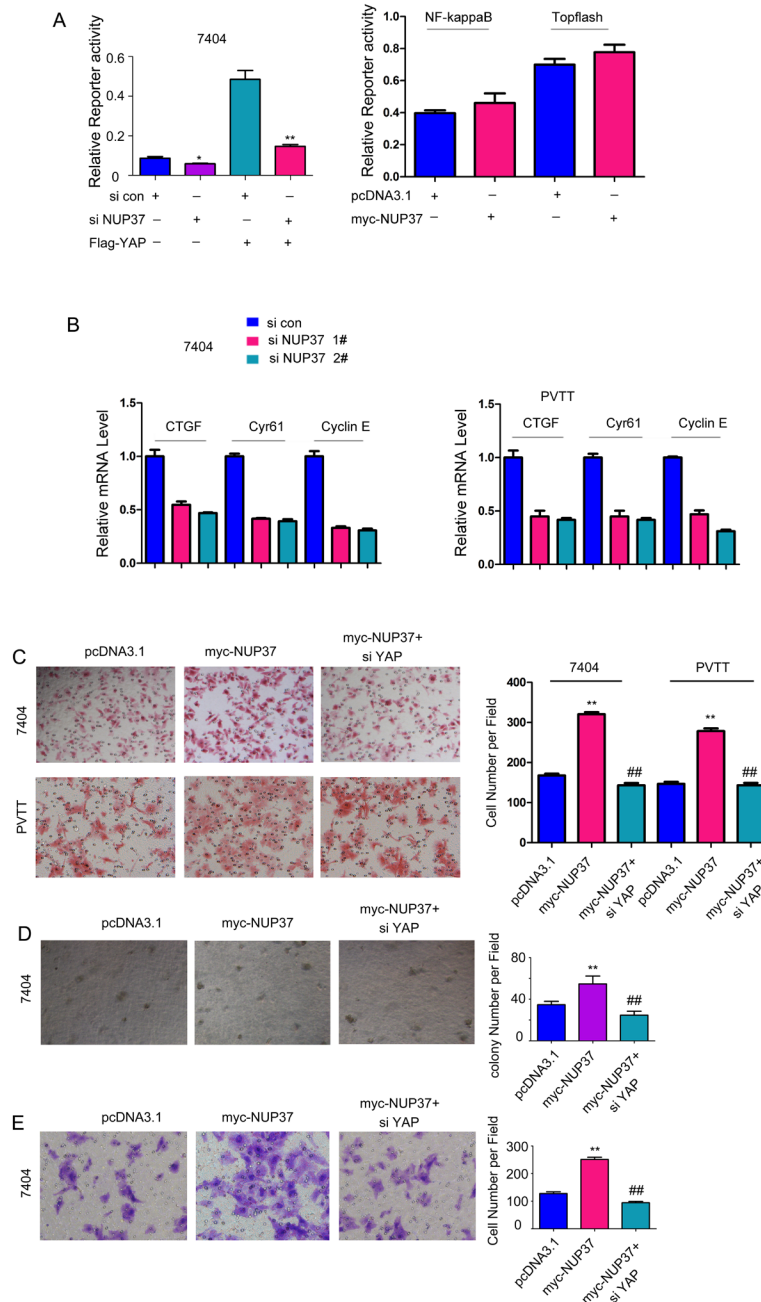 A
7404
Relative Reporter activity
0.6
0.4
0.2
0
*
**
si con + – + –
si NUP37 – + – +
Flag-YAP – – + +
NF-kappaB Topflash
Relative Reporter activity
1.0
0.8
0.6
0.4
0.2
0.0
pcDNA3.1 + – + –
myc-NUP37 – + – +
B
7404
si con
si NUP37 1#
si NUP37 2#
Relative mRNA Level
1.5
1.0
0.5
0.0
CTGF Cyr61 Cyclin E
PVTT
Relative mRNA Level
1.5
1.0
0.5
0.0
CTGF Cyr61 Cyclin E
C
pcDNA3.1 myc-NUP37 myc-NUP37+
si YAP
7404
PVTT
Cell Number per Field
400
300
200
100
0
7404 PVTT
** ## ** ##
pcDNA3.1
myc-NUP37
myc-NUP37+
si YAP
pcDNA3.1
myc-NUP37
myc-NUP37+
si YAP
D
pcDNA3.1 myc-NUP37 myc-NUP37+
si YAP
7404
colony Number per Field
80
40
0
** ##
pcDNA3.1
myc-NUP37
myc-NUP37+
si YAP
E
pcDNA3.1 myc-NUP37 myc-NUP37+
si YAP
7404
Cell Number per Field
300
200
100
0
** ##
pcDNA3.1
myc-NUP37
myc-NUP37+
si YAP